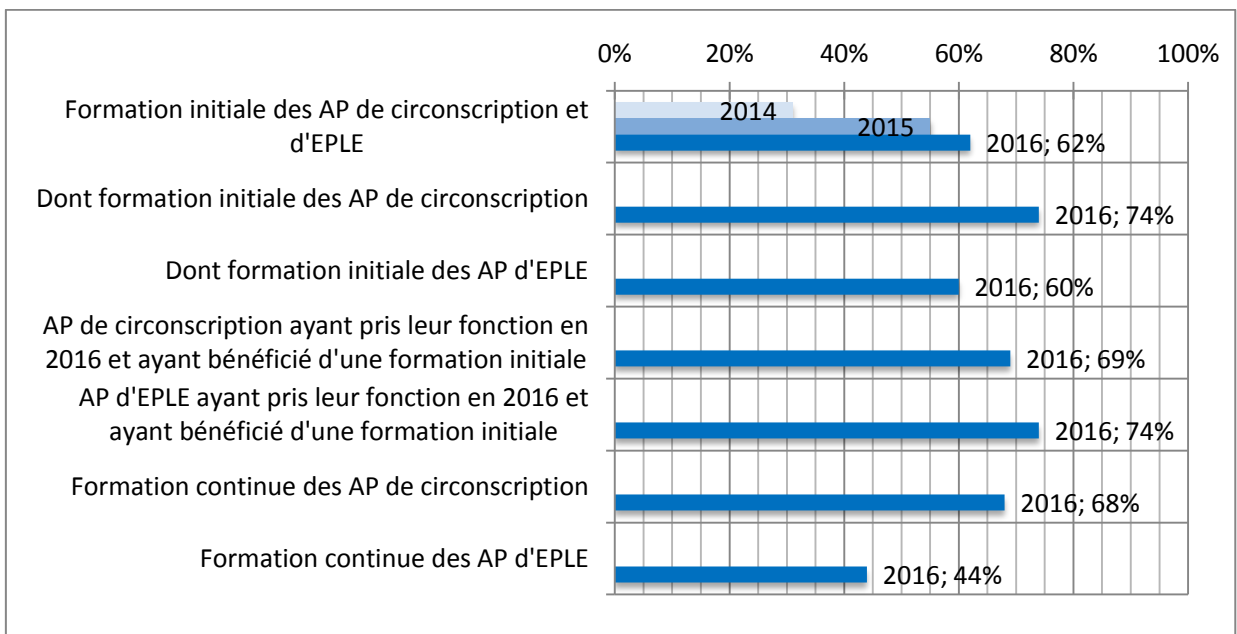 0% 20% 40% 60% 80% 100%
Formation initiale des AP de circonscription et
d'EPLE
2014
2015
2016; 62%
Dont formation initiale des AP de circonscription
2016; 74%
Dont formation initiale des AP d'EPLE
2016; 60%
AP de circonscription ayant pris leur fonction en
2016 et ayant bénéficié d'une formation initiale
2016; 69%
AP d'EPLE ayant pris leur fonction en 2016 et
ayant bénéficié d'une formation initiale
2016; 74%
Formation continue des AP de circonscription
2016; 68%
Formation continue des AP d'EPLE
2016; 44%